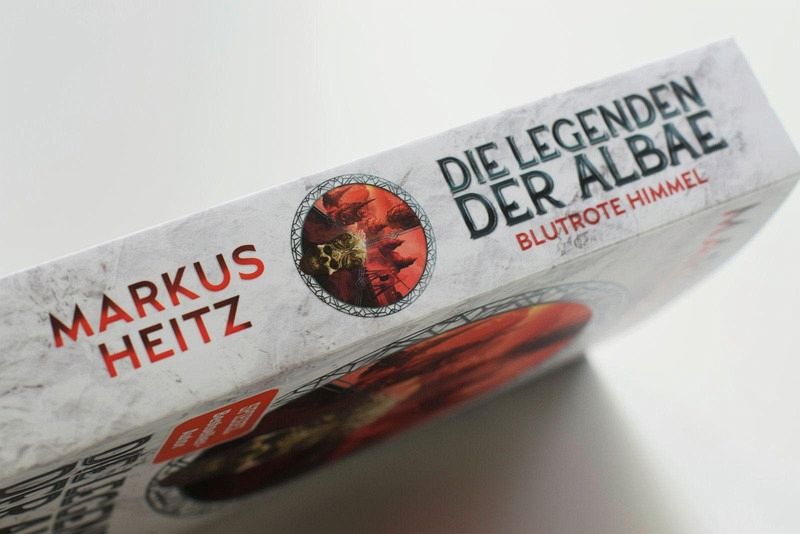 MARKUS
HEITZ
DIE LEGENDEN
DER ALBAE
BLUTROTE HIMMEL